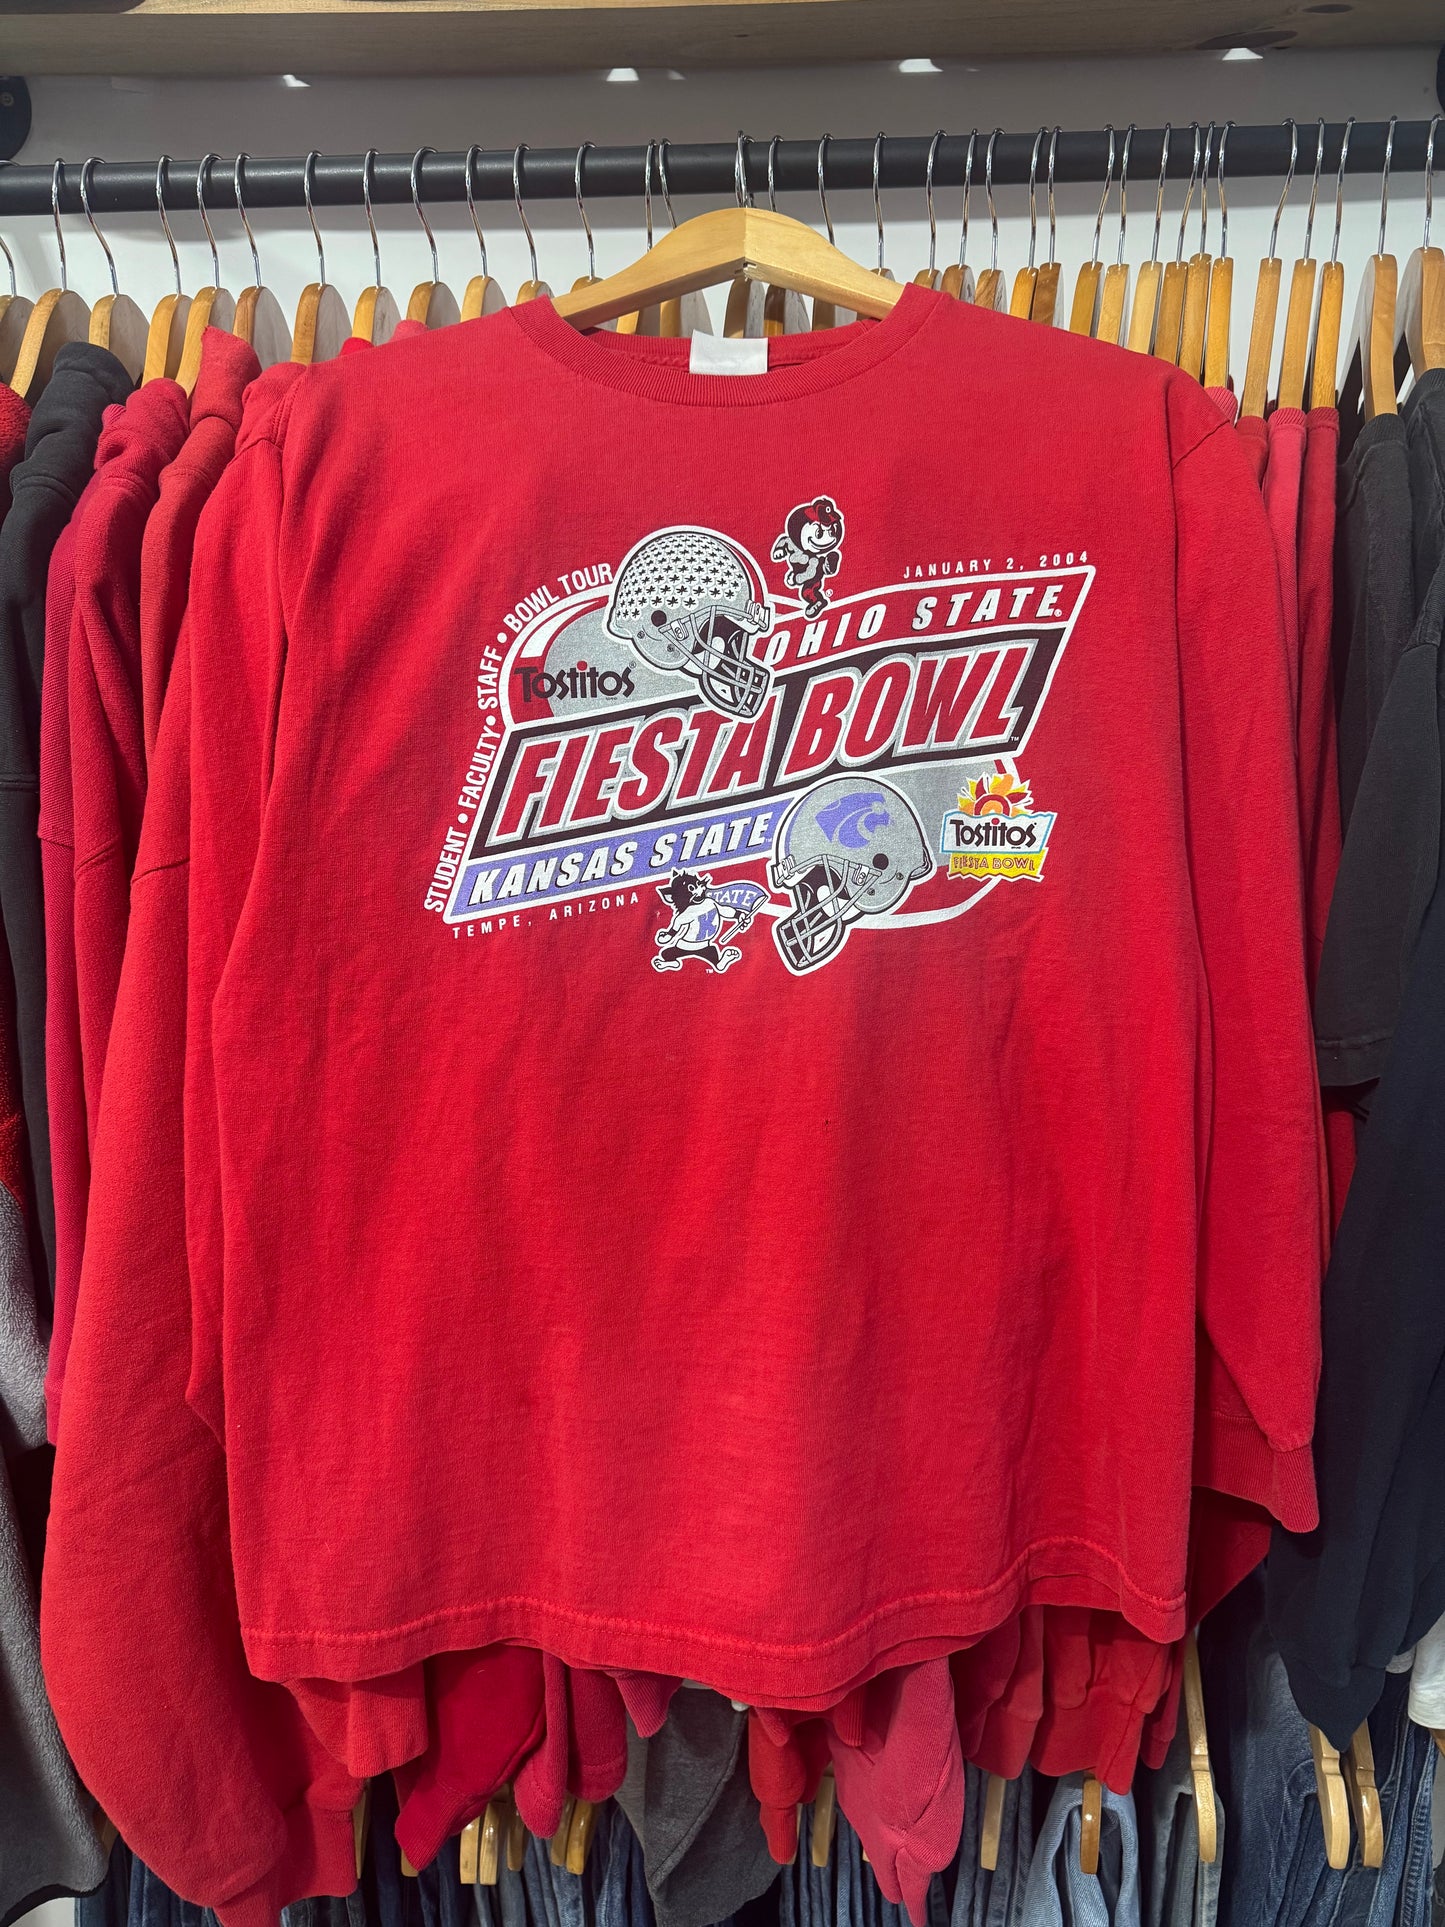 JANUARY 2, 2004
STUDENT • FACULTY • STAFF • BOWL TOUR
OHIO STATE®
Tostitos®
FIESTA BOWL™
KANSAS STATE
Tostitos
FIESTA BOWL
TEMPE, ARIZONA
STATE
K